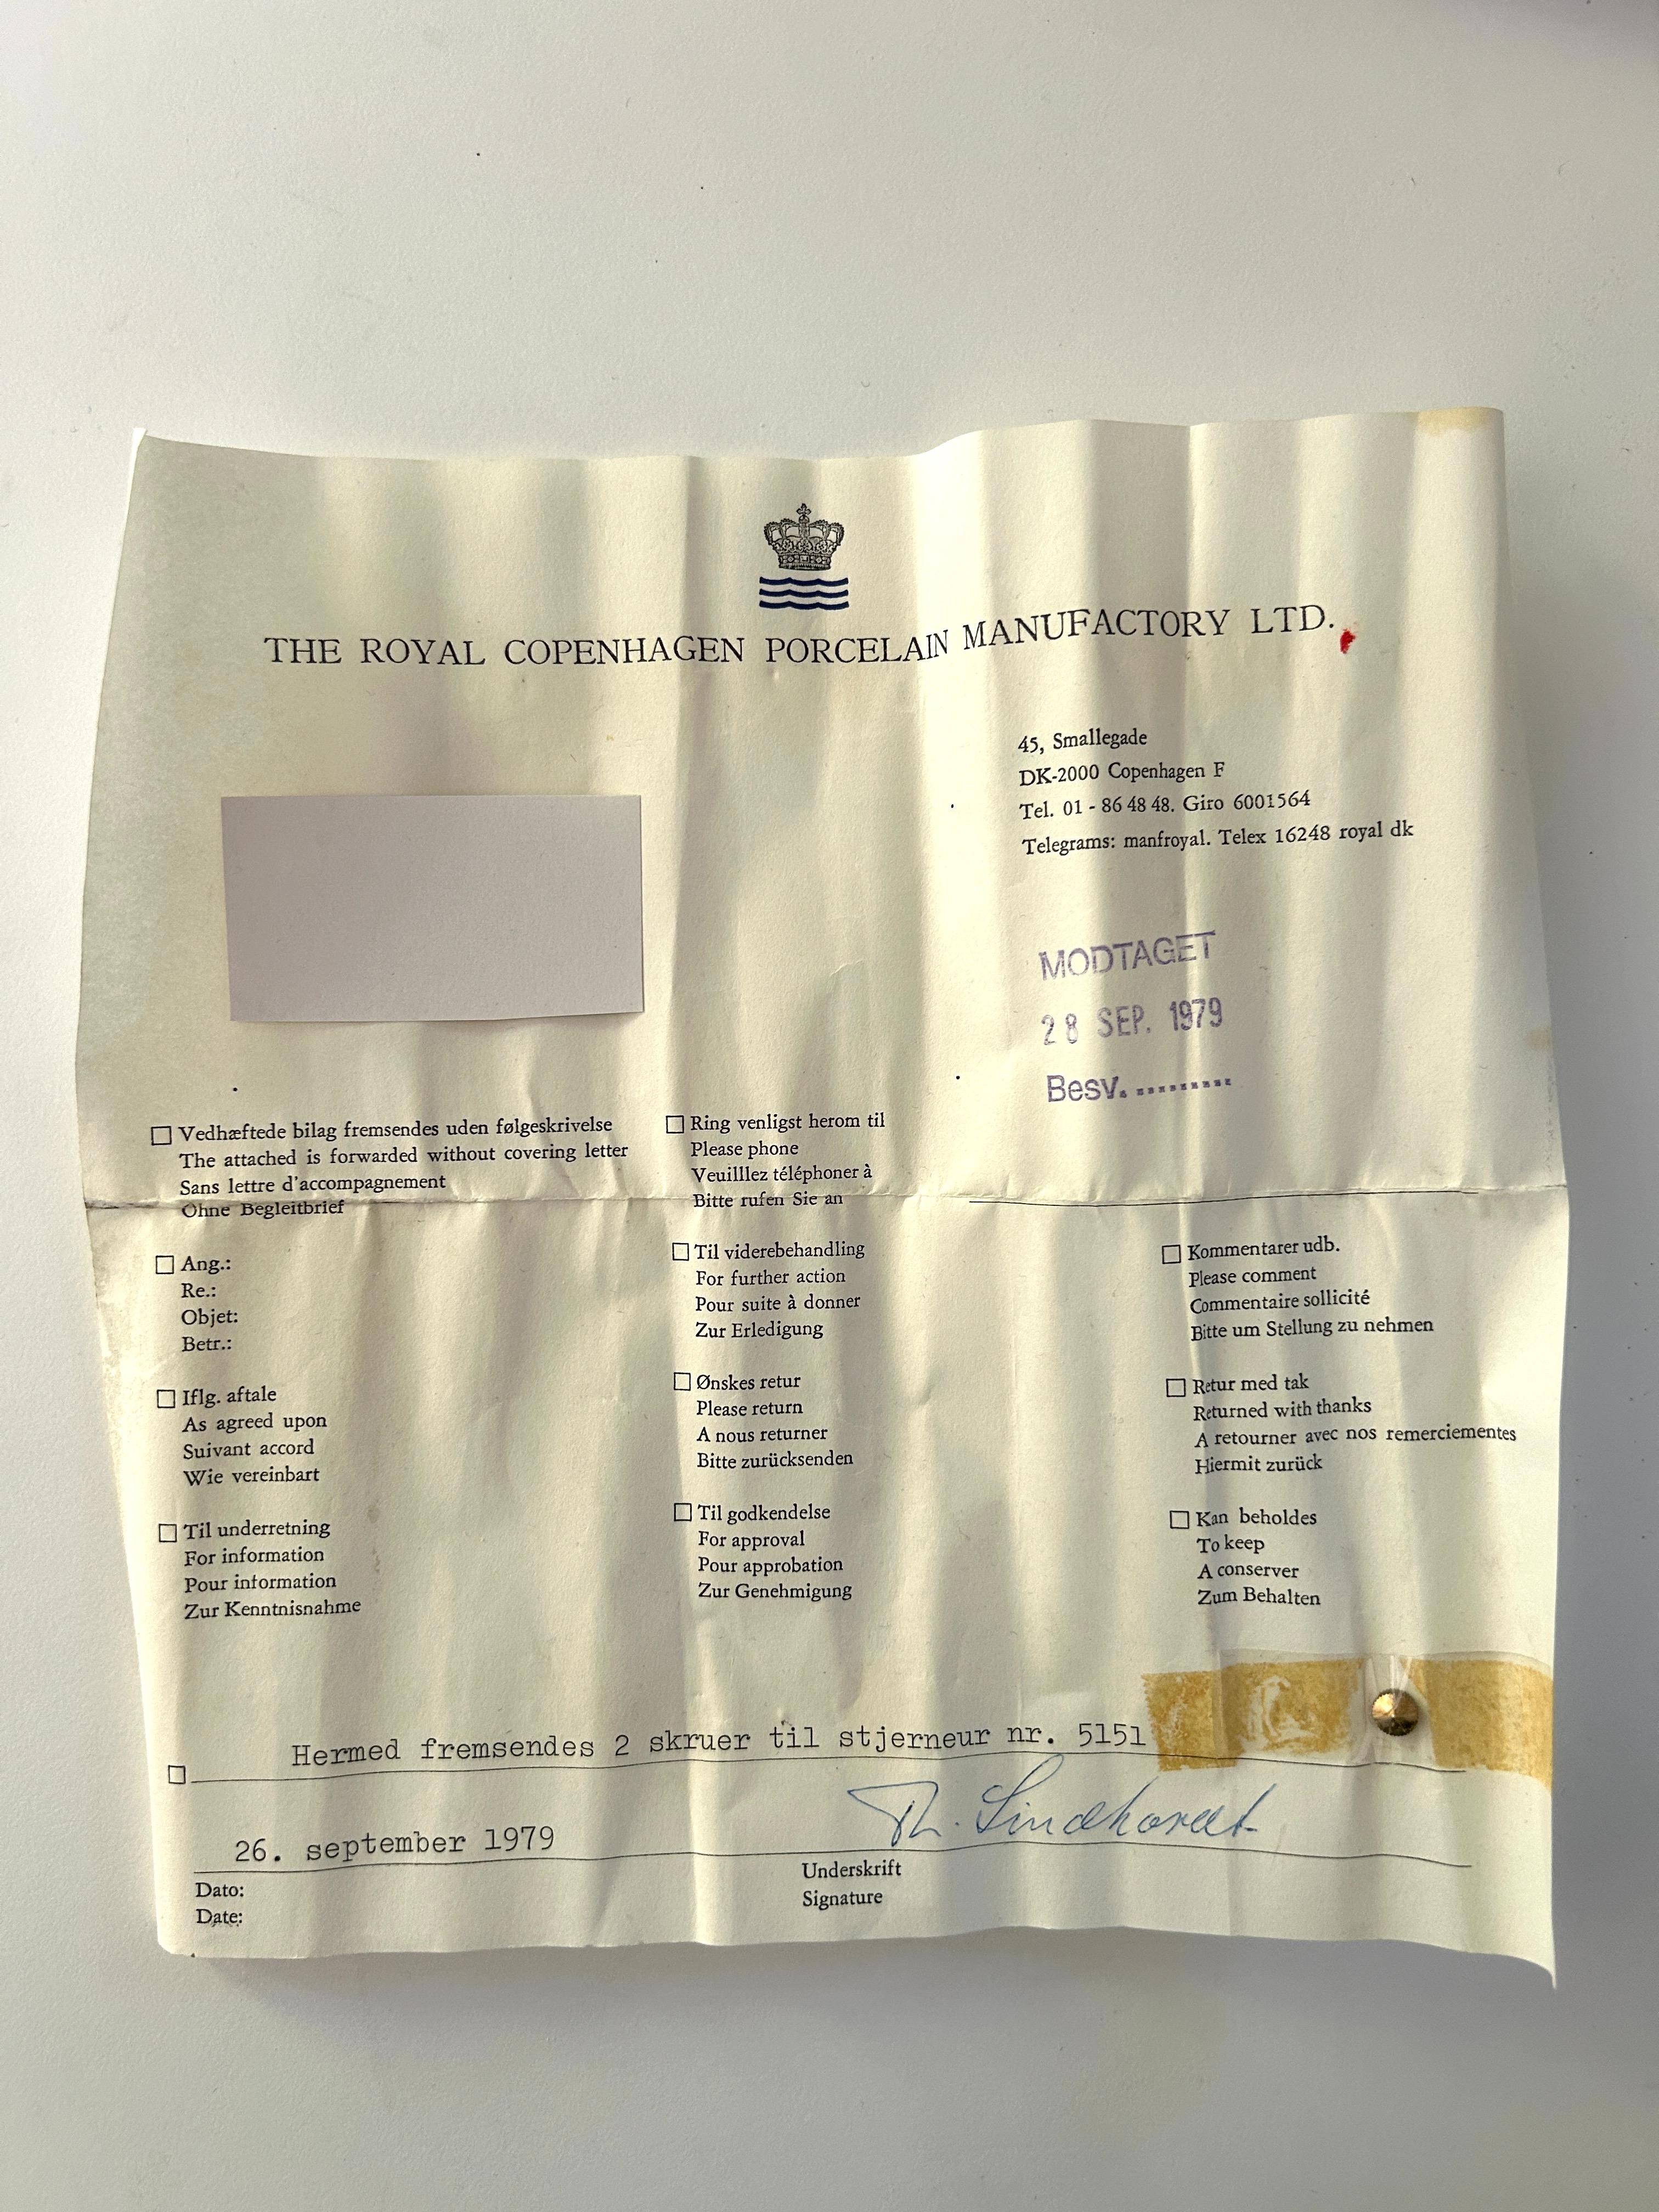 THE ROYAL COPENHAGEN PORCELAIN MANUFACTORY LTD.
45, Smallegade
DK-2000 Copenhagen F
Tel. 01 - 86 48 48. Giro 6001564
Telegrams: manfroyal. Telex 16248 royal dk
MODTAGET
28 SEP. 1979
Besv. ..........
Vedhæftede bilag fremsendes uden følgeskrivelse
The attached is forwarded without covering letter
Sans lettre d'accompagnement
Ohne Begleitbrief
Ring venligst herom til
Please phone
Veuilllez téléphoner à
Bitte rufen Sie an
Ang.:
Re.:
Objet:
Betr.:
Til viderebehandling
For further action
Pour suite à donner
Zur Erledigung
Kommentarer udb.
Please comment
Commentaire sollicité
Bitte um Stellung zu nehmen
Iflg. aftale
As agreed upon
Suivant accord
Wie vereinbart
Ønskes retur
Please return
A nous returner
Bitte zurücksenden
Retur med tak
Returned with thanks
A retourner avec nos remerciementes
Hiermit zurück
Til underretning
For information
Pour information
Zur Kenntnisnahme
Til godkendelse
For approval
Pour approbation
Zur Genehmigung
Kan beholdes
To keep
A conserver
Zum Behalten
Hermed fremsendes 2 skruer til stjerneur nr. 5151
26. september 1979
Dato:
Date:
Underskrift
Signature